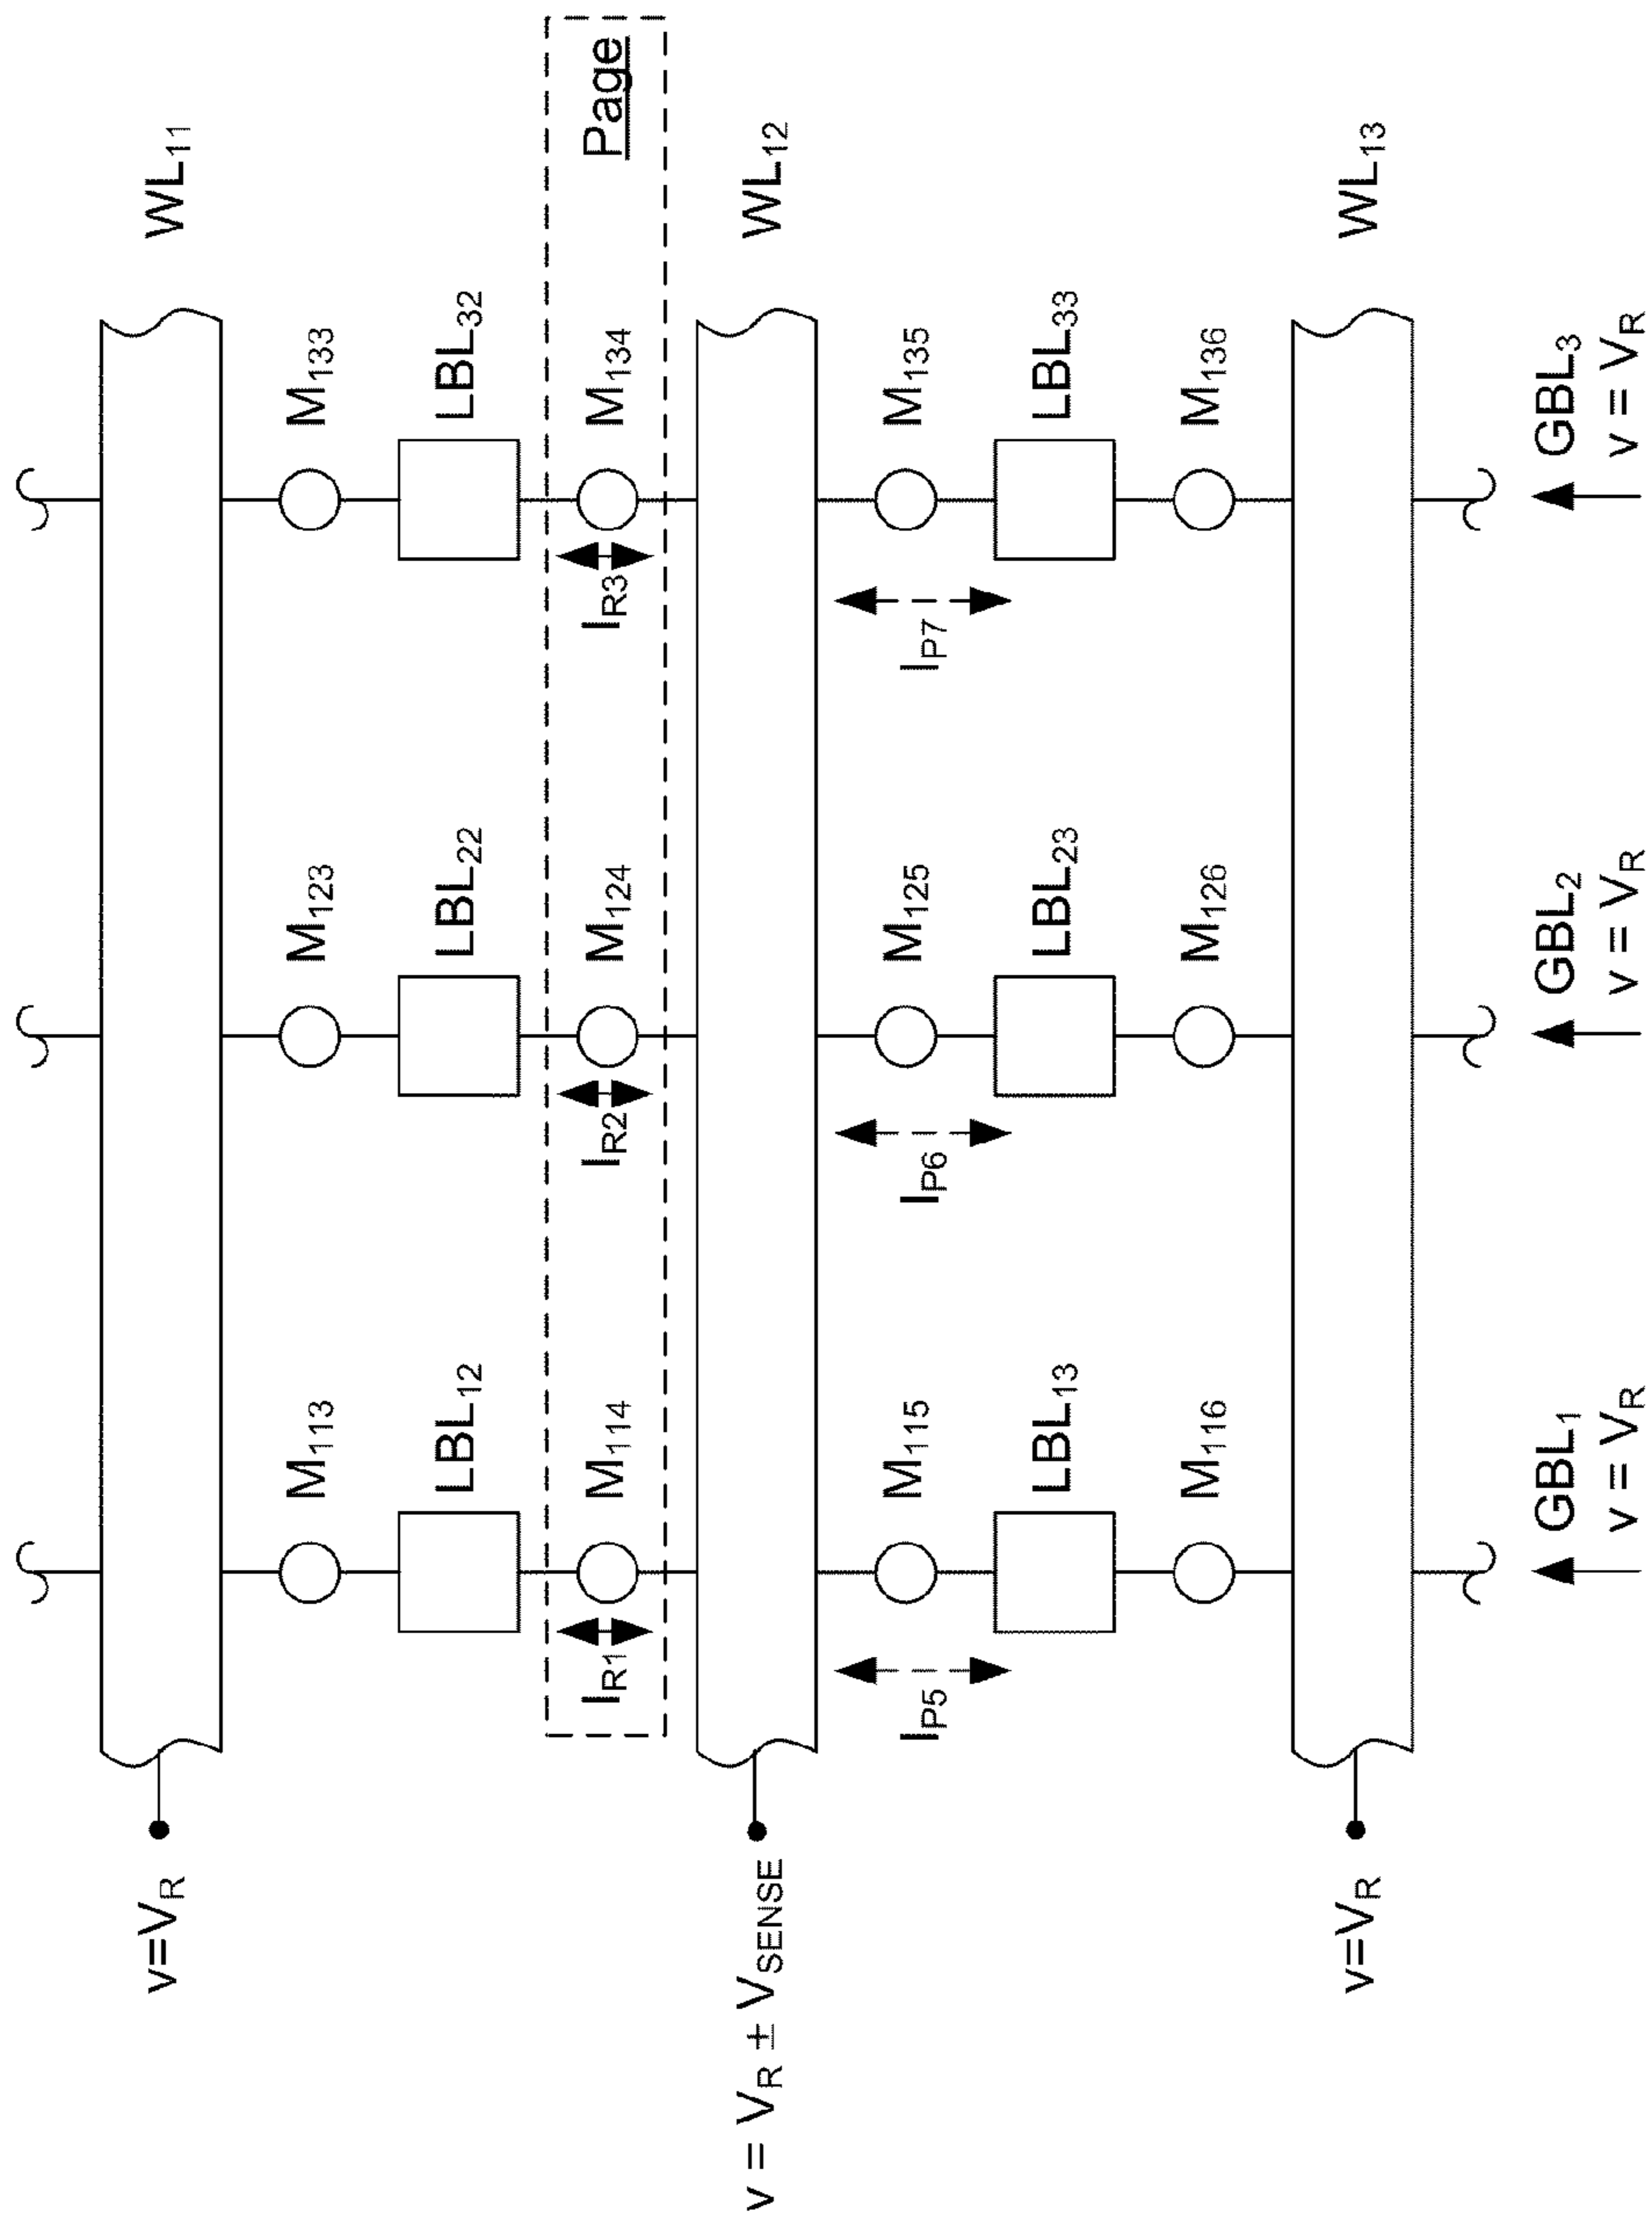 WL11
v=VR
M113
M123
M133
LBL12
LBL22
LBL32
Page
IR1
M114
IR2
M124
IR3
M134
WL12
v = VR ± VSENSE
IP5
M115
IP6
M125
IP7
M135
LBL13
LBL23
LBL33
M116
M126
M136
WL13
v=VR
GBL1
v = VR
GBL2
v = VR
GBL3
v = VR